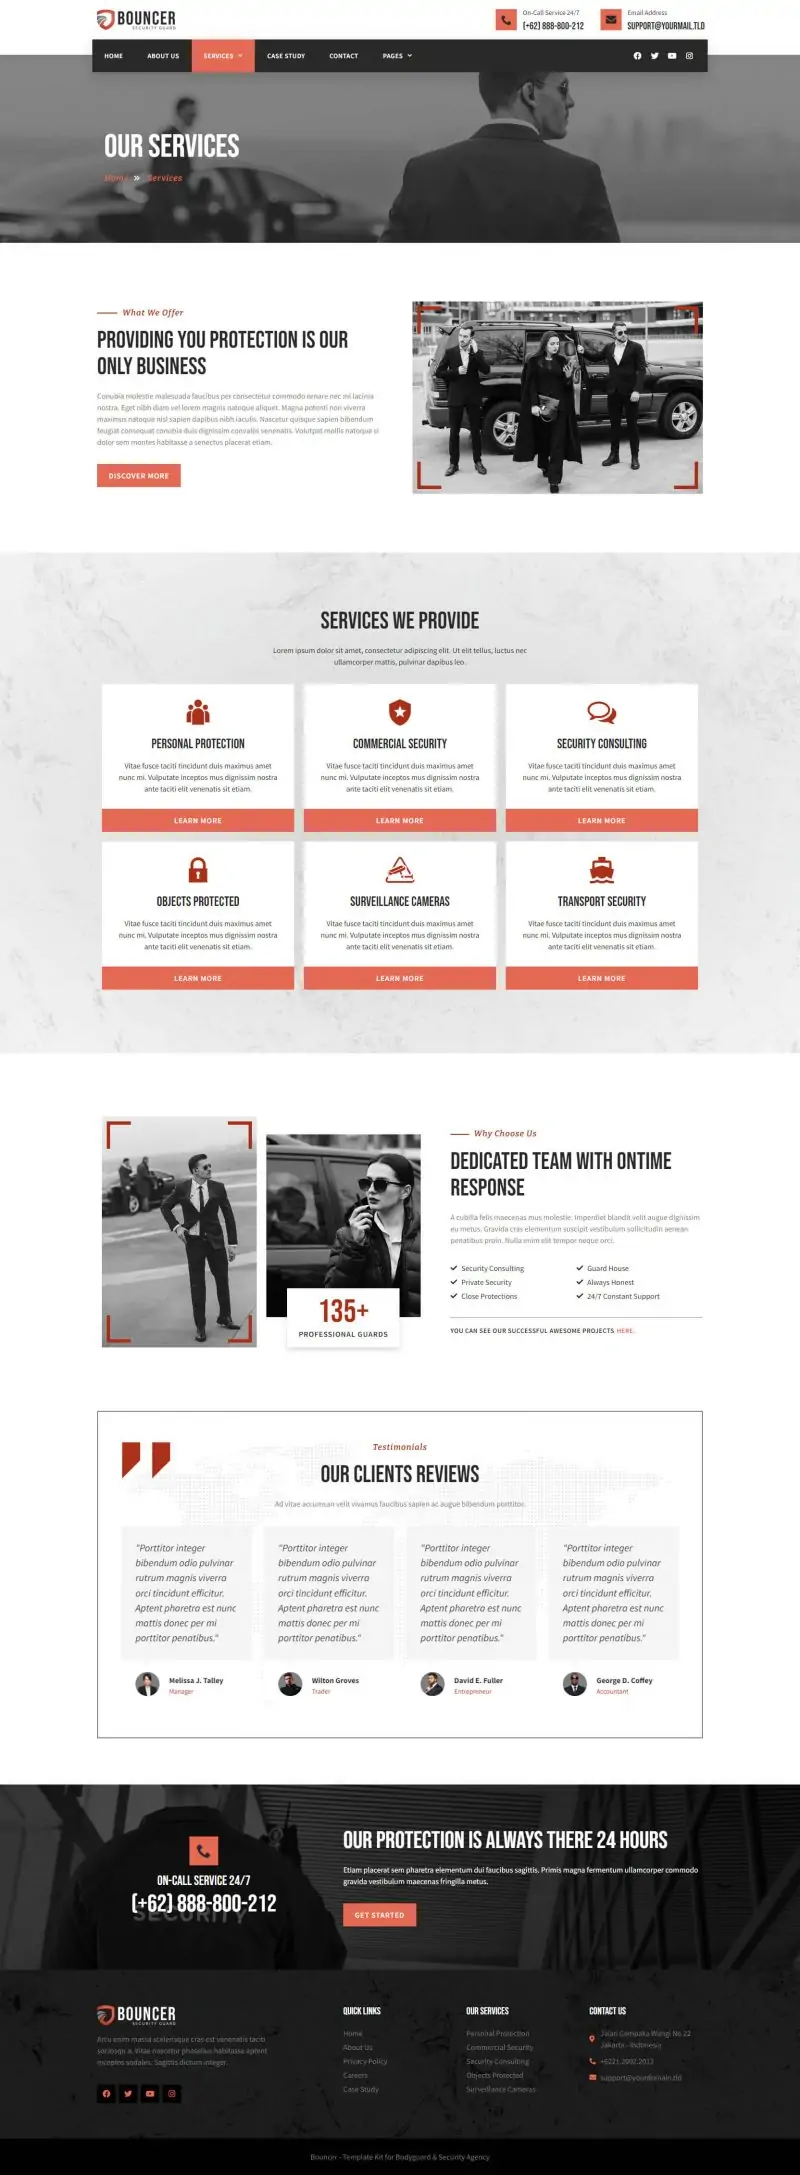 BOUNCER
SECURITY GUARD
On-Call Service 24/7
(+62) 888-800-212
Email Address
SUPPORT@YOURMAIL.TLD
HOME ABOUT US SERVICES CASE STUDY CONTACT PAGES
OUR SERVICES
Home » Services
What We Offer
PROVIDING YOU PROTECTION IS OUR
ONLY BUSINESS
Conubia molestie malesuada faucibus per consectetur commodo ornare nec mi lacinia
nostra. Eget nibh diam vel lorem magnis natoque aliquet. Magna potenti non viverra
maximus natoque nisl sapien dapibus nibh iaculis. Nascetur quisque sapien bibendum
feugiat consequat conubia duis dignissim convallis venenatis. Volutpat mollis natoque si
dolor sem montes habitasse a senectus placerat etiam.
DISCOVER MORE
SERVICES WE PROVIDE
Lorem ipsum dolor sit amet, consectetur adipiscing elit. Ut elit tellus, luctus nec
ullamcorper mattis, pulvinar dapibus leo.
PERSONAL PROTECTION
Vitae fusce taciti tincidunt duis maximus amet
nunc mi. Vulputate inceptos mus dignissim nostra
ante taciti elit venenatis sit etiam.
LEARN MORE
COMMERCIAL SECURITY
Vitae fusce taciti tincidunt duis maximus amet
nunc mi. Vulputate inceptos mus dignissim nostra
ante taciti elit venenatis sit etiam.
LEARN MORE
SECURITY CONSULTING
Vitae fusce taciti tincidunt duis maximus amet
nunc mi. Vulputate inceptos mus dignissim nostra
ante taciti elit venenatis sit etiam.
LEARN MORE
OBJECTS PROTECTED
Vitae fusce taciti tincidunt duis maximus amet
nunc mi. Vulputate inceptos mus dignissim nostra
ante taciti elit venenatis sit etiam.
LEARN MORE
SURVEILLANCE CAMERAS
Vitae fusce taciti tincidunt duis maximus amet
nunc mi. Vulputate inceptos mus dignissim nostra
ante taciti elit venenatis sit etiam.
LEARN MORE
TRANSPORT SECURITY
Vitae fusce taciti tincidunt duis maximus amet
nunc mi. Vulputate inceptos mus dignissim nostra
ante taciti elit venenatis sit etiam.
LEARN MORE
135+
PROFESSIONAL GUARDS
Why Choose Us
DEDICATED TEAM WITH ONTIME
RESPONSE
A cubilia felis maecenas mus molestie. Imperdiet blandit velit augue dignissim
eu metus. Gravida cras elementum suscipit vestibulum sollicitudin aenean
penatibus proin. Nulla enim elit tempor neque orci.
Security Consulting
Private Security
Close Protections
Guard House
Always Honest
24/7 Constant Support
YOU CAN SEE OUR SUCCESSFUL AWESOME PROJECTS HERE.
Testimonials
OUR CLIENTS REVIEWS
Ad vitae accumsan velit vivamus faucibus sapien ac augue bibendum porttitor.
"Porttitor integer
bibendum odio pulvinar
rutrum magnis viverra
orci tincidunt efficitur.
Aptent pharetra est nunc
mattis donec per mi
porttitor penatibus."
Melissa J. Talley
Manager
"Porttitor integer
bibendum odio pulvinar
rutrum magnis viverra
orci tincidunt efficitur.
Aptent pharetra est nunc
mattis donec per mi
porttitor penatibus."
Wilton Groves
Trader
"Porttitor integer
bibendum odio pulvinar
rutrum magnis viverra
orci tincidunt efficitur.
Aptent pharetra est nunc
mattis donec per mi
porttitor penatibus."
David E. Fuller
Entrepreneur
"Porttitor integer
bibendum odio pulvinar
rutrum magnis viverra
orci tincidunt efficitur.
Aptent pharetra est nunc
mattis donec per mi
porttitor penatibus."
George D. Coffey
Accountant
SECURITY
ON-CALL SERVICE 24/7
(+62) 888-800-212
OUR PROTECTION IS ALWAYS THERE 24 HOURS
Etiam placerat sem pharetra elementum dui faucibus sagittis. Primis magna fermentum ullamcorper commodo
gravida vestibulum maecenas fringilla metus.
GET STARTED
BOUNCER
SECURITY GUARD
Arcu enim massa scelerisque cras est venenatis taciti
sociosqu a. Vitae nascetur phasellus habitasse aptent
inceptos sodales. Sagittis dictum integer.
QUICK LINKS
Home
About Us
Privacy Policy
Careers
Case Study
OUR SERVICES
Personal Protection
Commercial Security
Security Consulting
Objects Protected
Surveillance Cameras
CONTACT US
Jalan Cempaka Wangi No 22
Jakarta - Indonesia
+6221.2002.2012
support@yourdomain.tld
Bouncer - Template Kit for Bodyguard & Security Agency